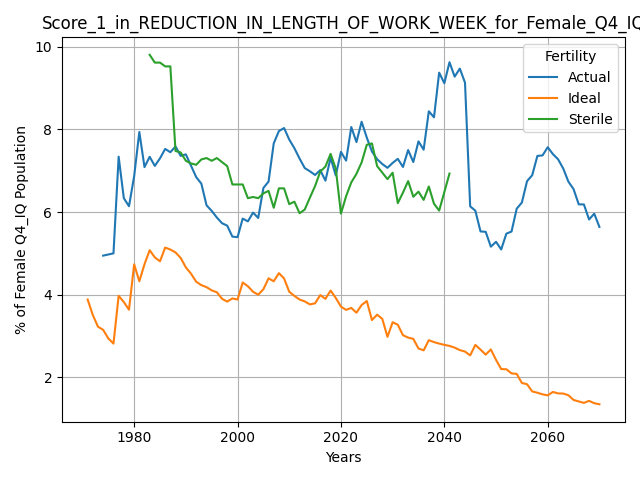 Score_1_in_REDUCTION_IN_LENGTH_OF_WORK_WEEK_for_Female_Q4_IQ
Fertility
Actual
Ideal
Sterile
% of Female Q4_IQ Population
10
8
6
4
2
1980 2000 2020 2040 2060
Years